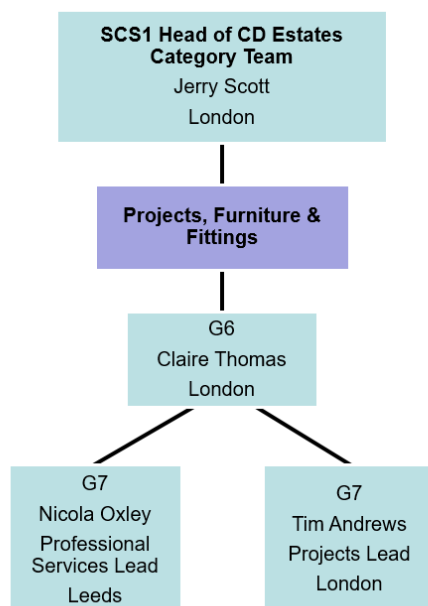 SCS1 Head of CD Estates
Category Team
Jerry Scott
London
Projects, Furniture &
Fittings
G6
Claire Thomas
London
G7
Nicola Oxley
Professional
Services Lead
Leeds
G7
Tim Andrews
Projects Lead
London